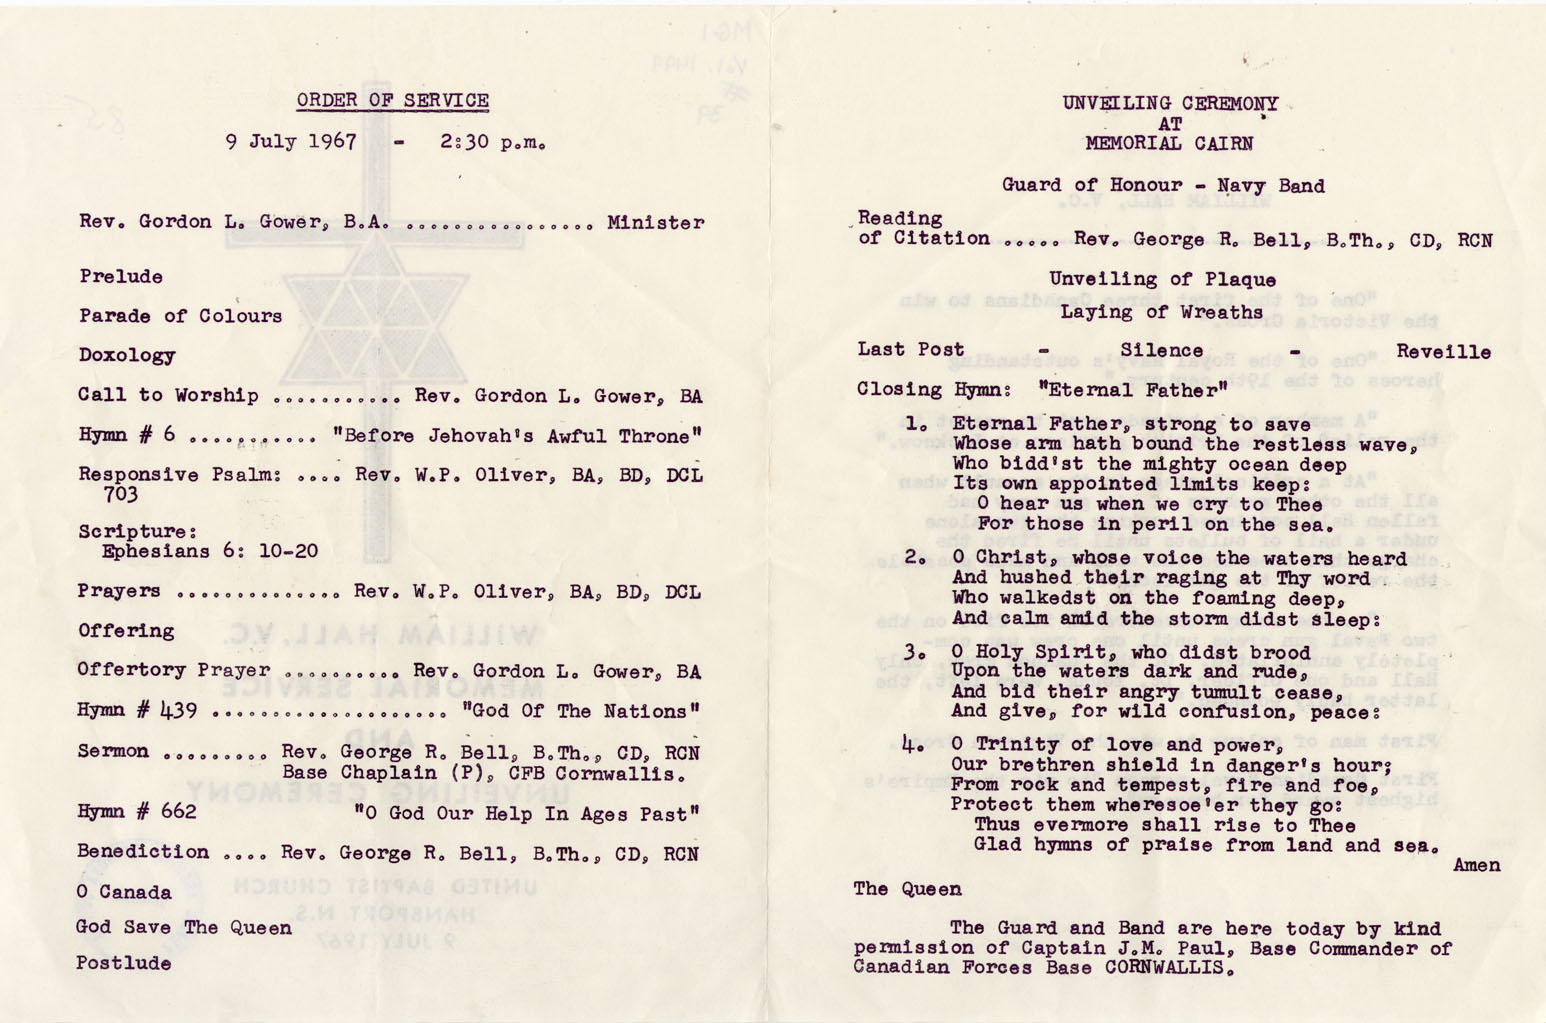 ORDER OF SERVICE
9 July 1967 - 2:30 p.m.
Rev. Gordon L. Gower, B.A. ................ Minister
Prelude
Parade of Colours
Doxology
Call to Worship ........... Rev. Gordon L. Gower, BA
Hymn # 6 ........... "Before Jehovah's Awful Throne"
Responsive Psalm: .... Rev. W.P. Oliver, BA, BD, DCL
703
Scripture:
Ephesians 6: 10-20
Prayers .............. Rev. W.P. Oliver, BA, BD, DCL
Offering
Offertory Prayer .......... Rev. Gordon L. Gower, BA
Hymn # 439 .................... "God Of The Nations"
Sermon ......... Rev. George R. Bell, B.Th., CD, RCN
Base Chaplain (P), CFB Cornwallis.
Hymn # 662 "O God Our Help In Ages Past"
Benediction .... Rev. George R. Bell, B.Th., CD, RCN
O Canada
God Save The Queen
Postlude
UNVEILING CEREMONY
AT
MEMORIAL CAIRN
Guard of Honour - Navy Band
Reading
of Citation ..... Rev. George R. Bell, B.Th., CD, RCN
Unveiling of Plaque
Laying of Wreaths
Last Post - Silence - Reveille
Closing Hymn: "Eternal Father"
1. Eternal Father, strong to save
Whose arm hath bound the restless wave,
Who bidd'st the mighty ocean deep
Its own appointed limits keep:
O hear us when we cry to Thee
For those in peril on the sea.
2. O Christ, whose voice the waters heard
And hushed their raging at Thy word
Who walkedst on the foaming deep,
And calm amid the storm didst sleep:
3. O Holy Spirit, who didst brood
Upon the waters dark and rude,
And bid their angry tumult cease,
And give, for wild confusion, peace:
4. O Trinity of love and power,
Our brethren shield in danger's hour;
From rock and tempest, fire and foe,
Protect them wheresoe'er they go:
Thus evermore shall rise to Thee
Glad hymns of praise from land and sea.
Amen
The Queen
The Guard and Band are here today by kind
permission of Captain J.M. Paul, Base Commander of
Canadian Forces Base CORNWALLIS.